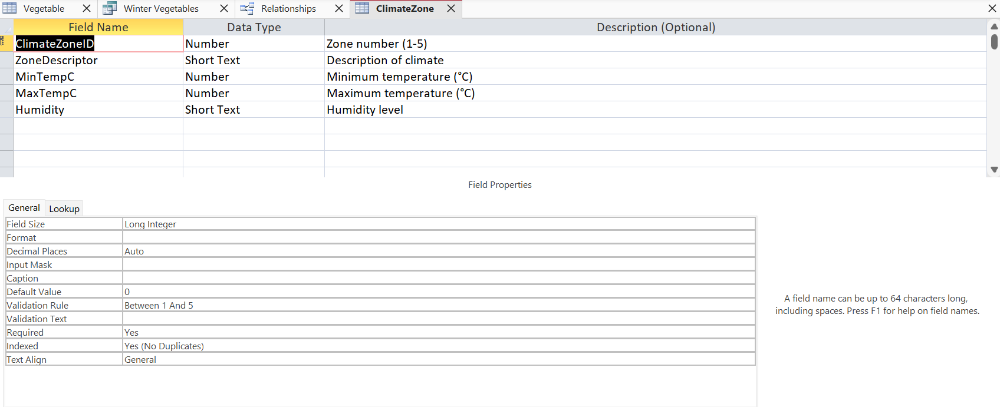 Vegetable Winter Vegetables Relationships ClimateZone
Field Name Data Type Description (Optional)
ClimateZoneID Number Zone number (1-5)
ZoneDescriptor Short Text Description of climate
MinTempC Number Minimum temperature (°C)
MaxTempC Number Maximum temperature (°C)
Humidity Short Text Humidity level
Field Properties
General Lookup
Field Size Long Integer
Format
Decimal Places Auto
Input Mask
Caption
Default Value 0
Validation Rule Between 1 And 5
Validation Text
Required Yes
Indexed Yes (No Duplicates)
Text Align General
A field name can be up to 64 characters long,
including spaces. Press F1 for help on field names.